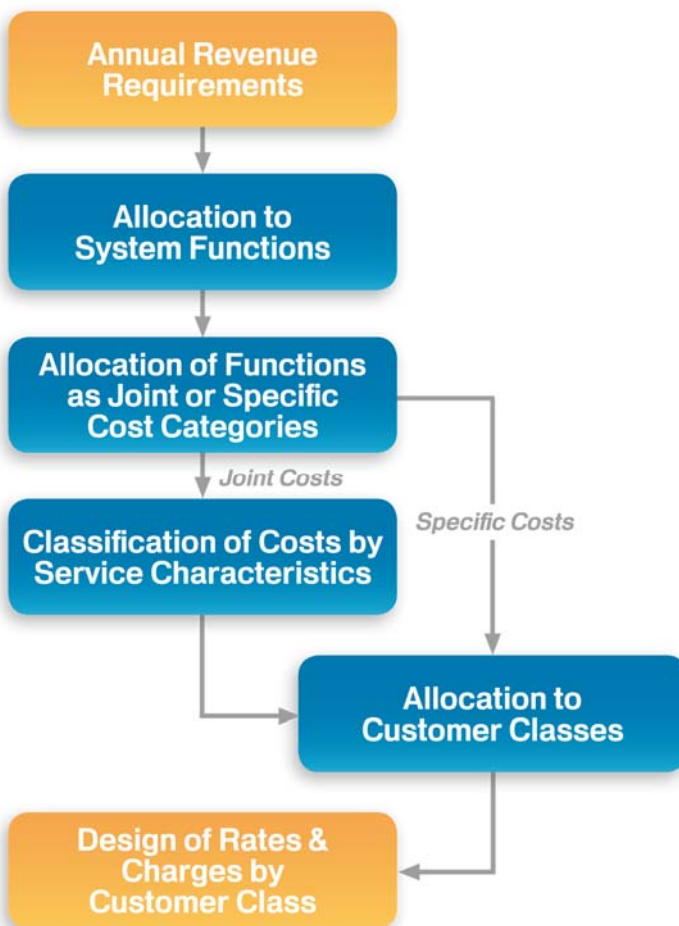 Annual Revenue
Requirements
Allocation to
System Functions
Allocation of Functions
as Joint or Specific
Cost Categories
Joint Costs
Specific Costs
Classification of Costs by
Service Characteristics
Allocation to
Customer Classes
Design of Rates &
Charges by
Customer Class